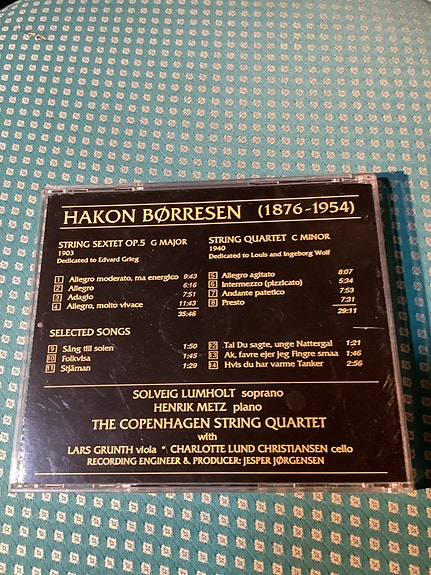 HAKON BØRRESEN (1876-1954)
STRING SEXTET OP.5 G MAJOR
1903
Dedicated to Edvard Grieg
1 Allegro moderato, ma energico 9:43
2 Allegro 6:16
3 Adagio 7:51
4 Allegro, molto vivace 11:43
35:46
STRING QUARTET C MINOR
1940
Dedicated to Louis and Ingeborg Wolf
5 Allegro agitato 8:07
6 Intermezzo (pizzicato) 5:34
7 Andante patetico 7:53
8 Presto 7:31
29:11
SELECTED SONGS
9 Sång till solen 1:50
10 Folkvisa 1:45
11 Stjärnan 1:29
12 Tal Du sagte, unge Nattergal 1:21
13 Ak, favre ejer jeg Fingre smaa 1:46
14 Hvis du har varme Tanker 2:56
SOLVEIG LUMHOLT soprano
HENRIK METZ piano
THE COPENHAGEN STRING QUARTET
with
LARS GRUNTH viola * CHARLOTTE LUND CHRISTIANSEN cello
RECORDING ENGINEER & PRODUCER: JESPER JØRGENSEN